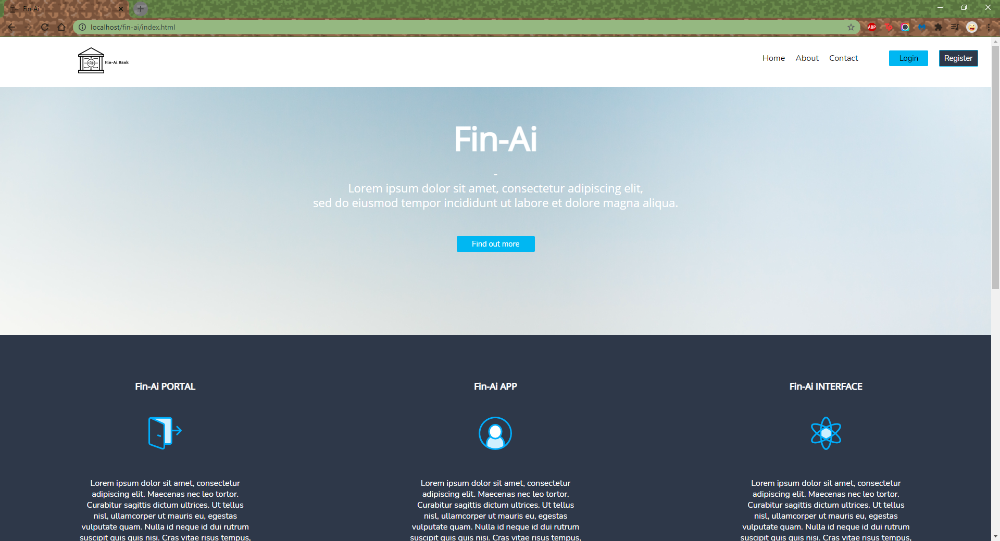 Fin-Ai
localhost/fin-ai/index.html
ABP
Fin-Ai Bank
AI
Home About Contact Login Register
Fin-Ai
-
Lorem ipsum dolor sit amet, consectetur adipiscing elit,
sed do eiusmod tempor incididunt ut labore et dolore magna aliqua.
Find out more
Fin-Ai PORTAL
Lorem ipsum dolor sit amet, consectetur
adipiscing elit. Maecenas nec leo tortor.
Curabitur sagittis dictum ultrices. Ut tellus
nisl, ullamcorper ut mauris eu, egestas
vulputate quam. Nulla id neque id dui rutrum
suscipit quis quis nisi. Cras vitae risus tempus,
Fin-Ai APP
Lorem ipsum dolor sit amet, consectetur
adipiscing elit. Maecenas nec leo tortor.
Curabitur sagittis dictum ultrices. Ut tellus
nisl, ullamcorper ut mauris eu, egestas
vulputate quam. Nulla id neque id dui rutrum
suscipit quis quis nisi. Cras vitae risus tempus,
Fin-Ai INTERFACE
Lorem ipsum dolor sit amet, consectetur
adipiscing elit. Maecenas nec leo tortor.
Curabitur sagittis dictum ultrices. Ut tellus
nisl, ullamcorper ut mauris eu, egestas
vulputate quam. Nulla id neque id dui rutrum
suscipit quis quis nisi. Cras vitae risus tempus,